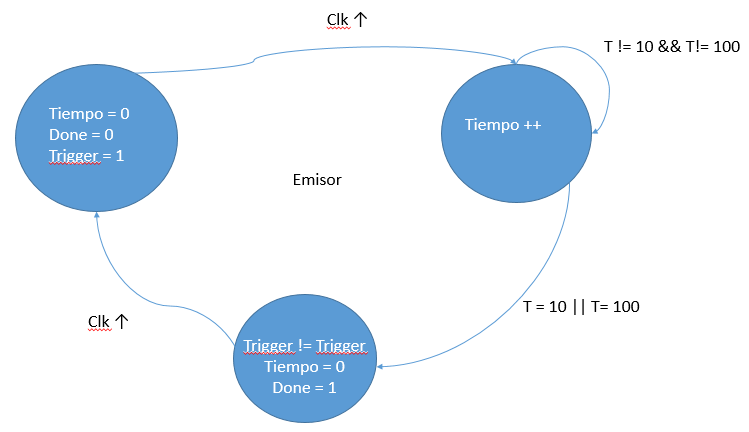 Clk ↑
T != 10 && T!= 100
Tiempo = 0
Done = 0
Trigger = 1
Tiempo ++
Emisor
T = 10 || T= 100
Clk ↑
Trigger != Trigger
Tiempo = 0
Done = 1